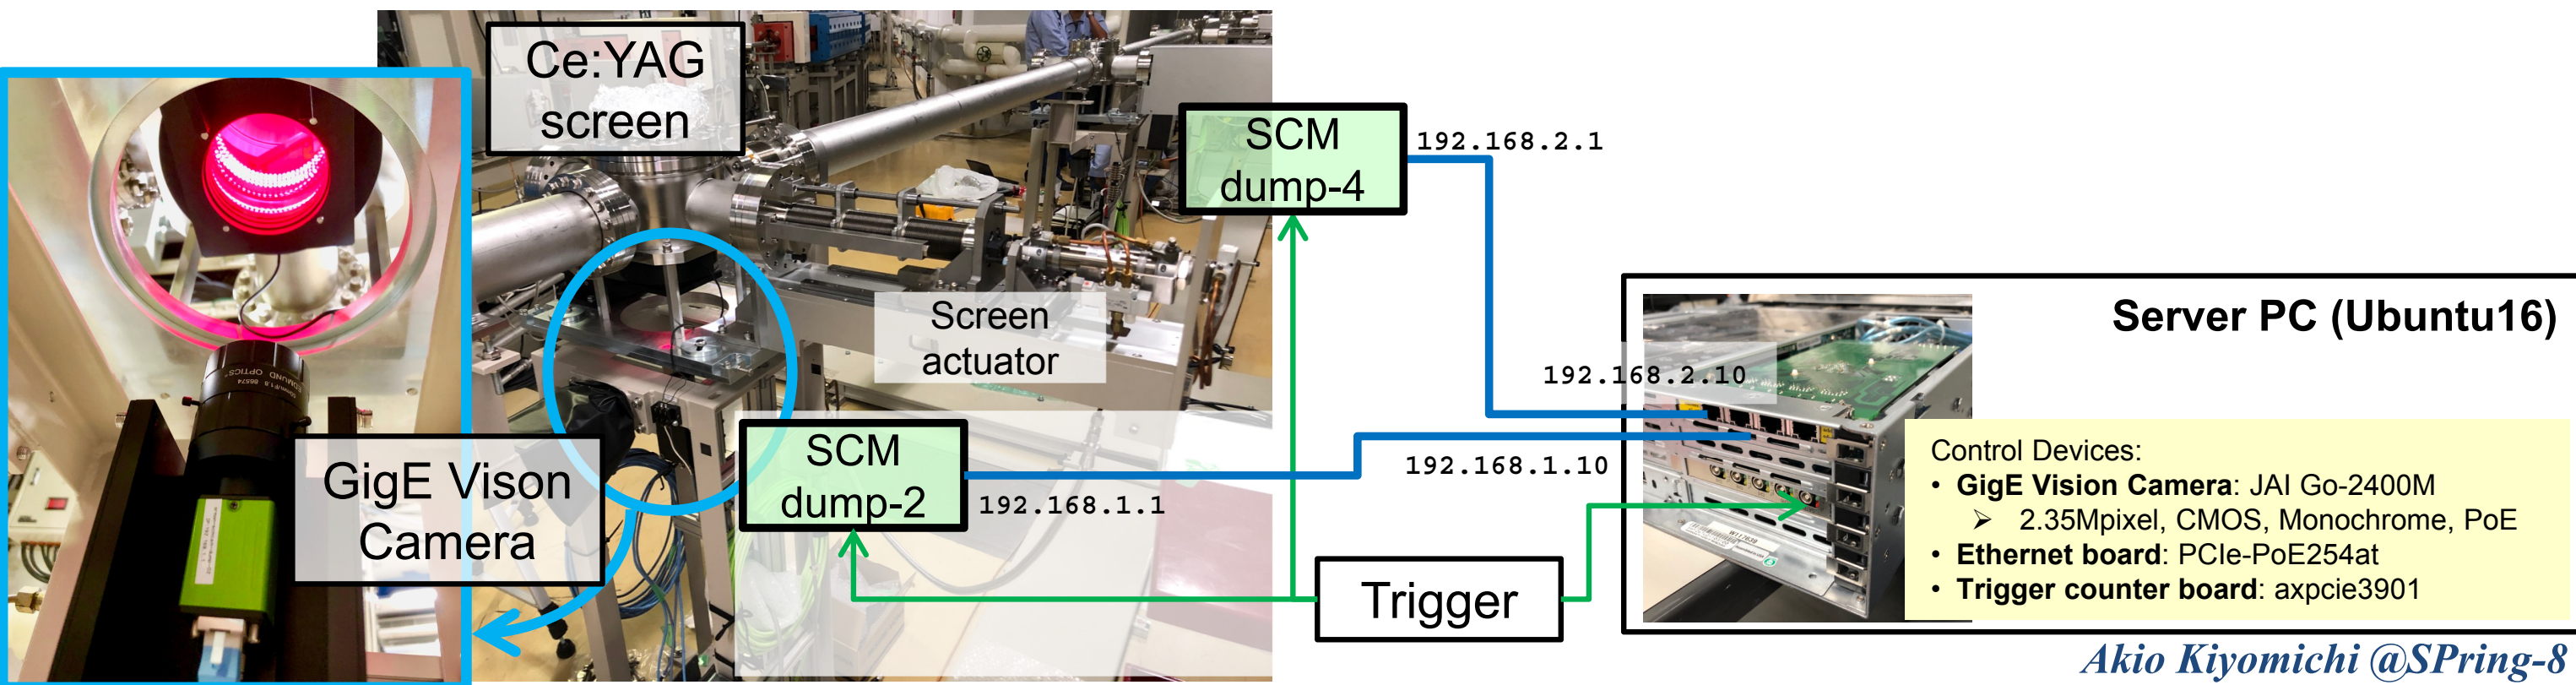 Ce:YAG
screen
SCM
dump-4
192.168.2.1
Screen
actuator
Server PC (Ubuntu16)
192.168.2.10
GigE Vison
Camera
SCM
dump-2
192.168.1.1
192.168.1.10
Trigger
Control Devices:
• GigE Vision Camera: JAI Go-2400M
➢ 2.35Mpixel, CMOS, Monochrome, PoE
• Ethernet board: PCIe-PoE254at
• Trigger counter board: axpcie3901
EDMUND OPTICS
Akio Kiyomichi @SPring-8